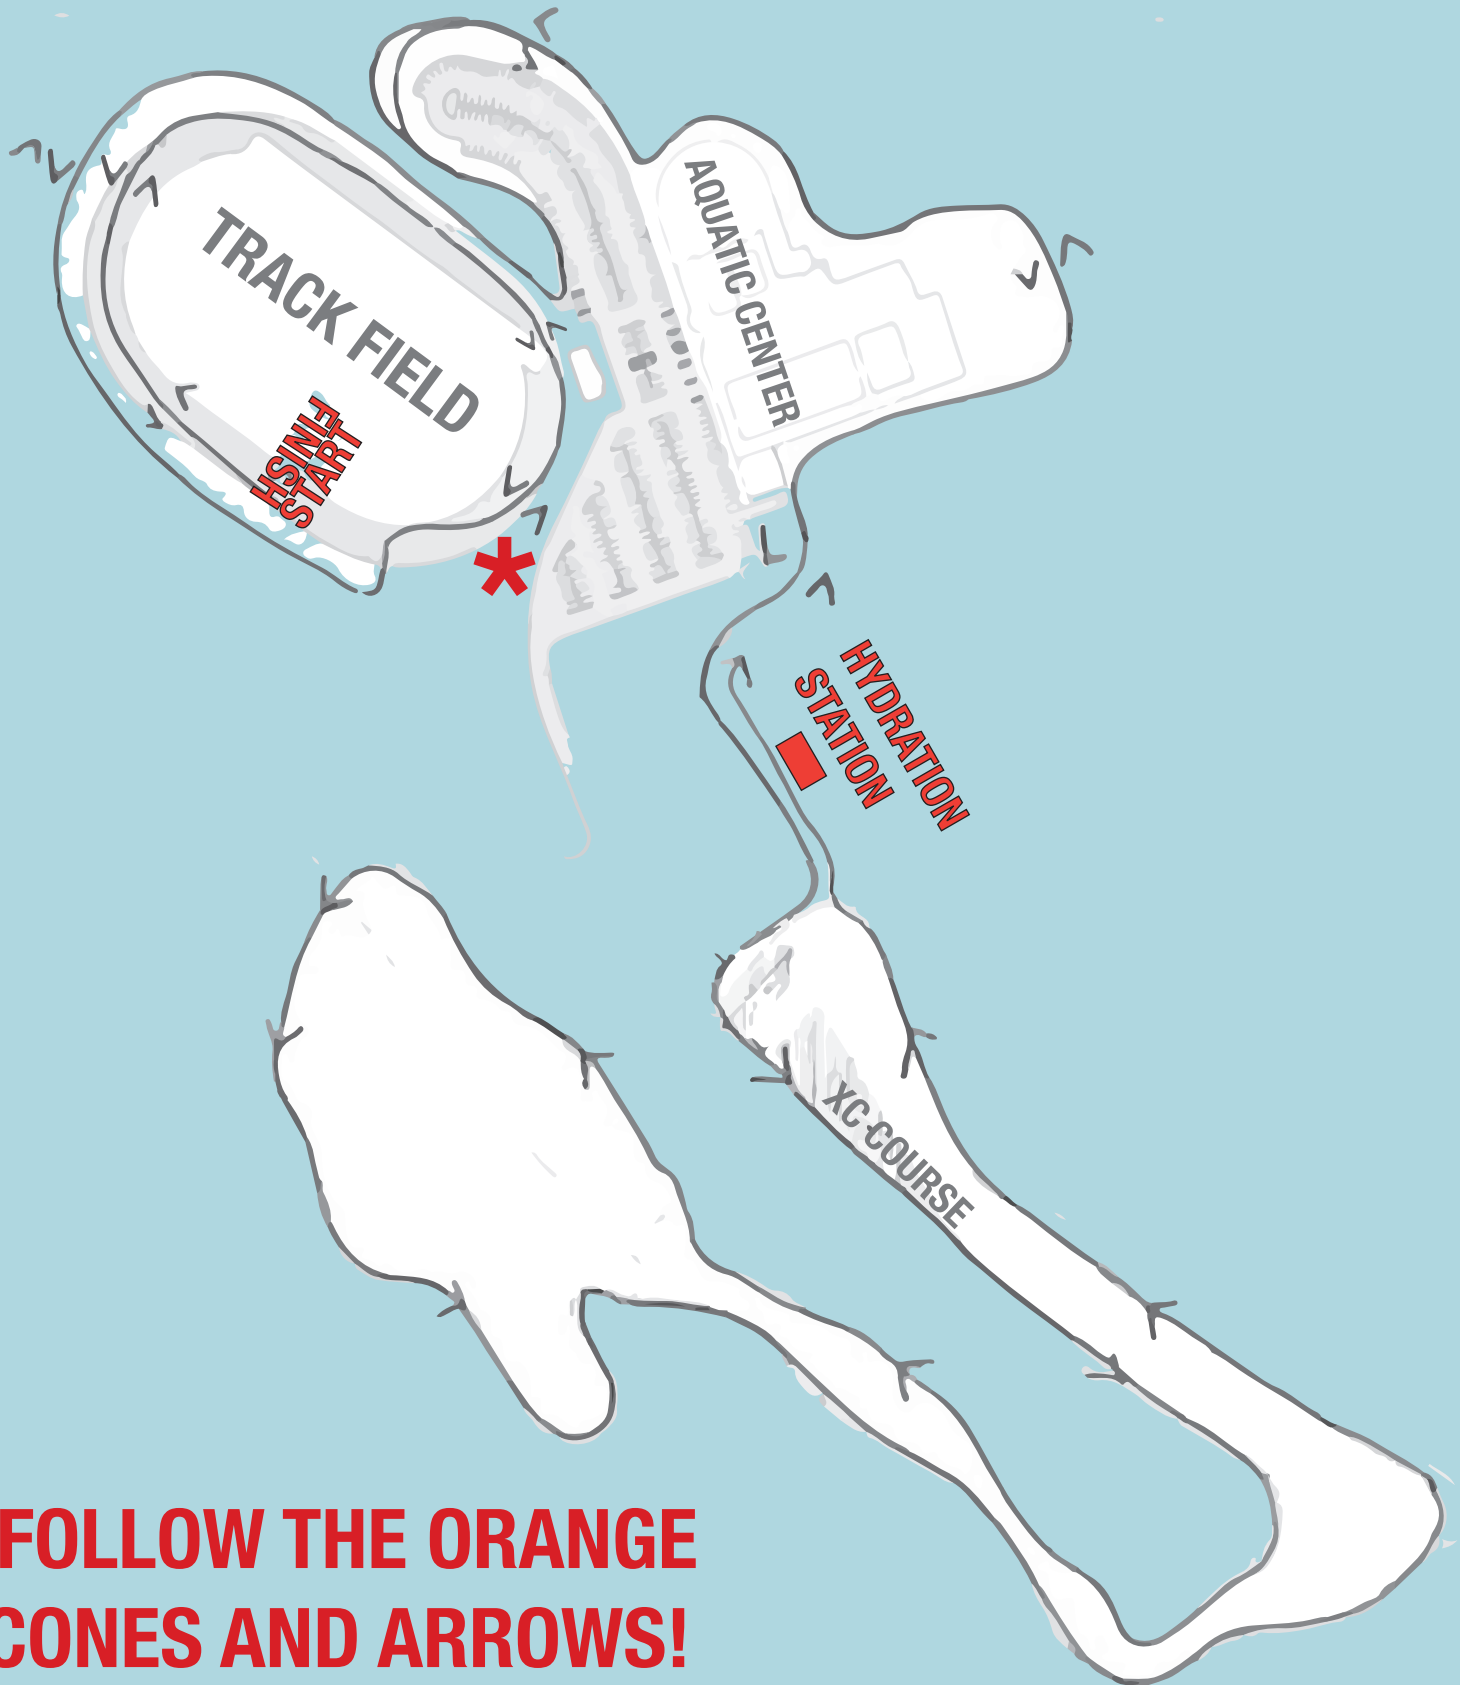 TRACK FIELD
AQUATIC CENTER
FINISH
START
*
HYDRATION
STATION
XC COURSE
FOLLOW THE ORANGE
CONES AND ARROWS!